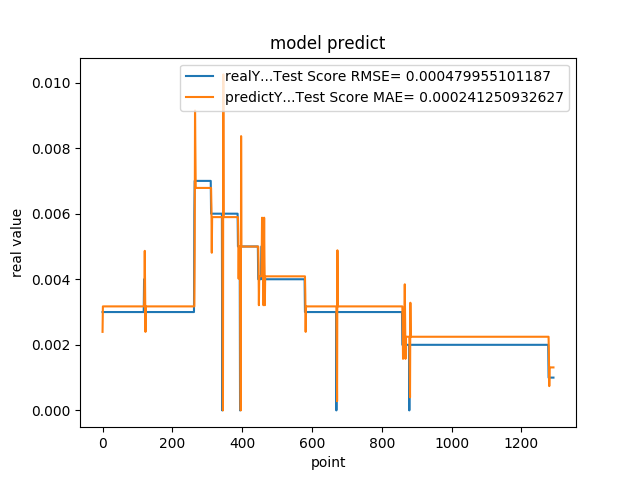 model predict
realY...Test Score RMSE= 0.000479955101187
predictY...Test Score MAE= 0.000241250932627
real value
0.010
0.008
0.006
0.004
0.002
0.000
0 200 400 600 800 1000 1200
point